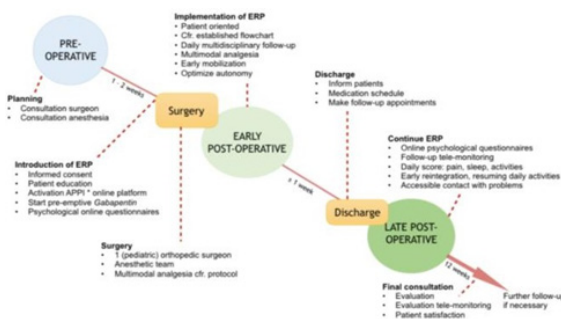 PRE-
OPERATIVE
1 - 2 weeks
Planning
• Consultation surgeon
• Consultation anesthesia
Introduction of ERP
• Informed consent
• Patient education
• Activation APPI * online platform
• Start pre-emptive Gabapentin
• Psychological online questionnaires
Surgery
Surgery
• 1 (pediatric) orthopedic surgeon
• Anesthetic team
• Multimodal analgesia cfr. protocol
Implementation of ERP
• Patient oriented
• Cfr. established flowchart
• Daily multidisciplinary follow-up
• Multimodal analgesia
• Early mobilization
• Optimize autonomy
EARLY
POST-OPERATIVE
± 1 week
Discharge
• Inform patients
• Medication schedule
• Make follow-up appointments
Discharge
Continue ERP
• Online psychological questionnaires
• Follow-up tele-monitoring
• Daily score: pain, sleep, activities
• Early reintegration, resuming daily activities
• Accessible contact with problems
LATE POST-
OPERATIVE
12 weeks
Final consultation
• Evaluation
• Evaluation tele-monitoring
• Patient satisfaction
Further follow-up
if necessary